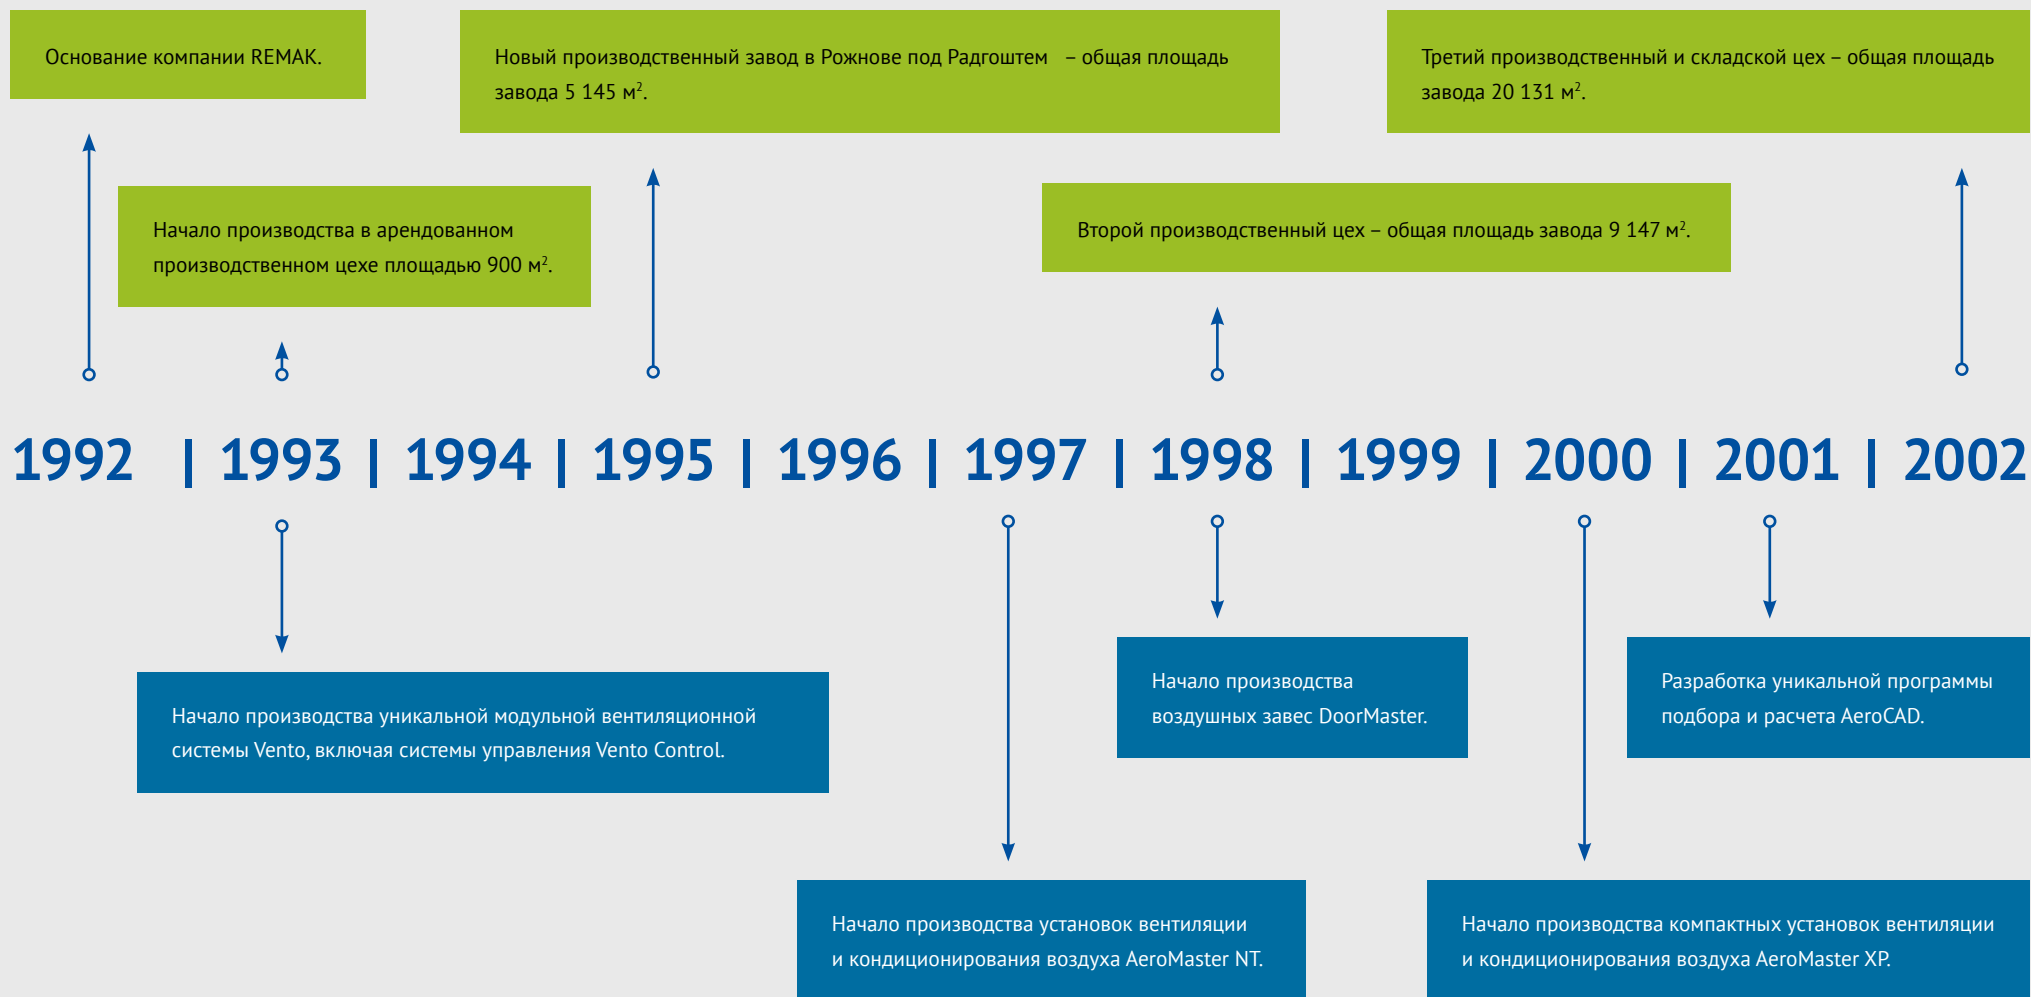 Основание компании REMAK.
Новый производственный завод в Рожнове под Радгоштем – общая площадь
завода 5 145 м².
Третий производственный и складской цех – общая площадь
завода 20 131 м².
Начало производства в арендованном
производственном цехе площадью 900 м².
Второй производственный цех – общая площадь завода 9 147 м².
1992 | 1993 | 1994 | 1995 | 1996 | 1997 | 1998 | 1999 | 2000 | 2001 | 2002
Начало производства уникальной модульной вентиляционной
системы Vento, включая системы управления Vento Control.
Начало производства
воздушных завес DoorMaster.
Разработка уникальной программы
подбора и расчета AeroCAD.
Начало производства установок вентиляции
и кондиционирования воздуха AeroMaster NT.
Начало производства компактных установок вентиляции
и кондиционирования воздуха AeroMaster XP.